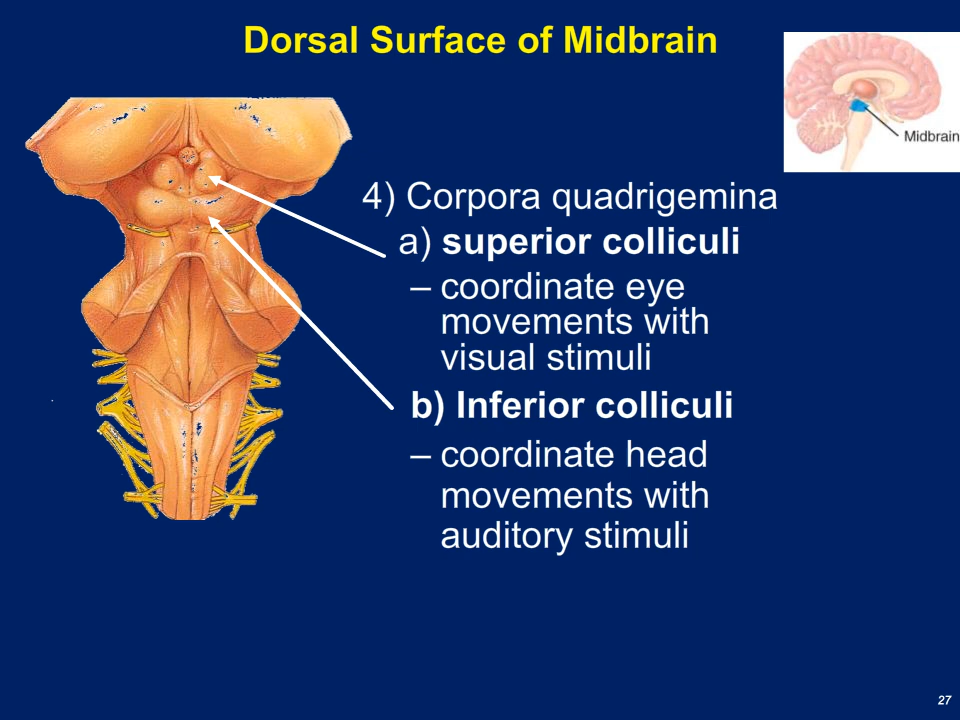 Dorsal Surface of Midbrain
Midbrain
4) Corpora quadrigemina
a) superior colliculi
– coordinate eye
movements with
visual stimuli
b) Inferior colliculi
– coordinate head
movements with
auditory stimuli
27